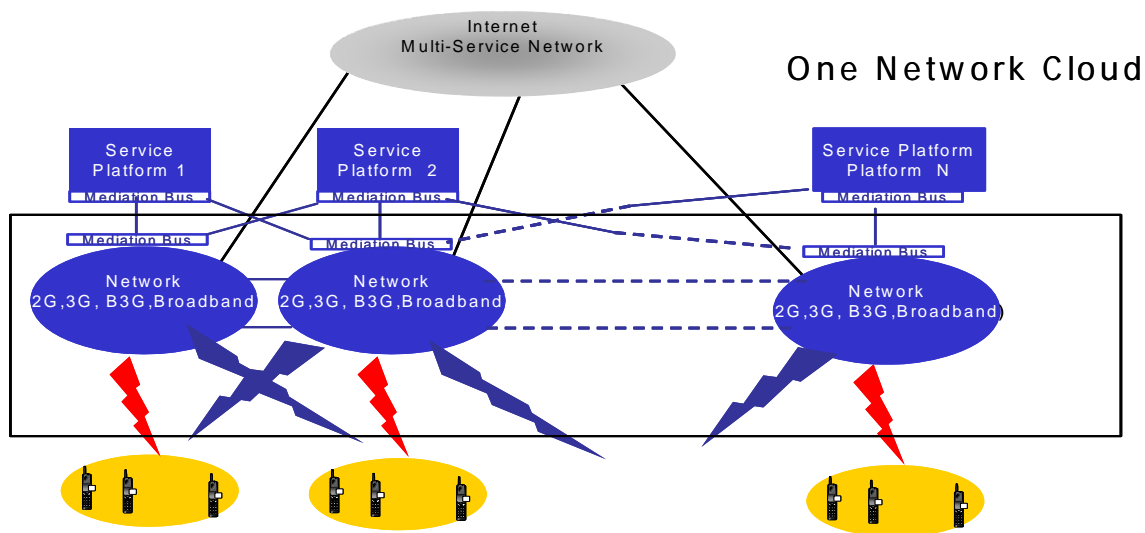 Internet
Multi-Service Network
One Network Cloud
Service
Platform 1
Mediation Bus
Service
Platform 2
Mediation Bus
Service Platform
Platform N
Mediation Bus
Mediation Bus
Mediation Bus
Mediation Bus
Network
2G,3G, B3G,Broadband)
Network
2G,3G, B3G,Broadband)
Network
2G,3G, B3G,Broadband)